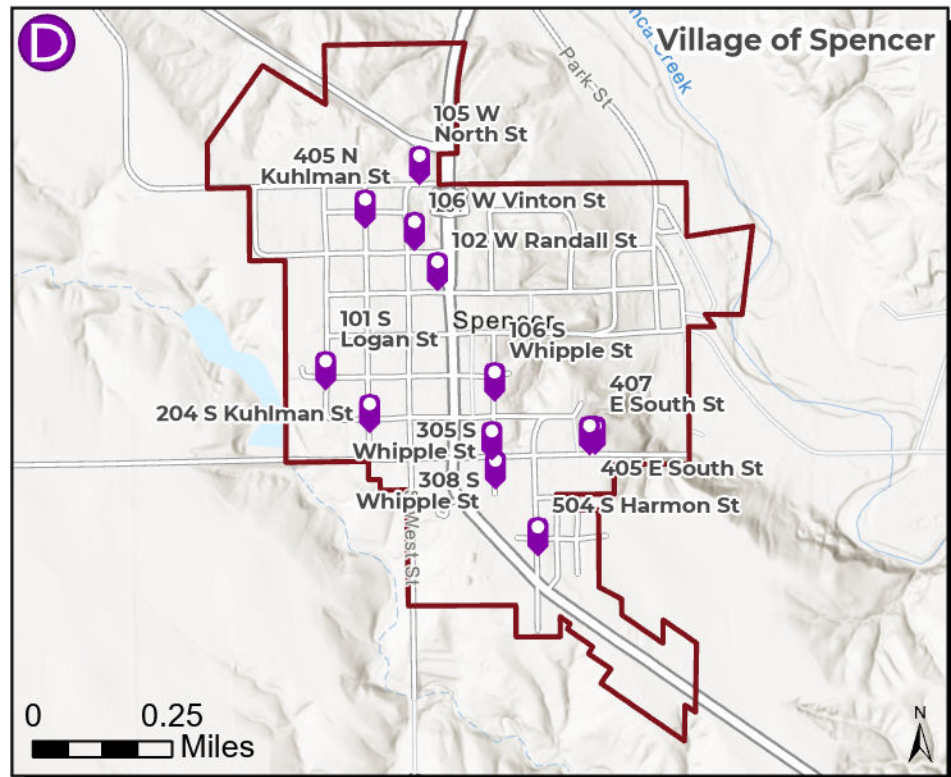 D
Village of Spencer
nca Creek
Park St
105 W
North St
405 N
Kuhlman St
106 W Vinton St
102 W Randall St
101 S
Logan St
Spencer
106 S
Whipple St
407
E South St
204 S Kuhlman St
305 S
Whipple St
405 E South St
308 S
Whipple St
504 S Harmon St
S West St
0 0.25
Miles
N